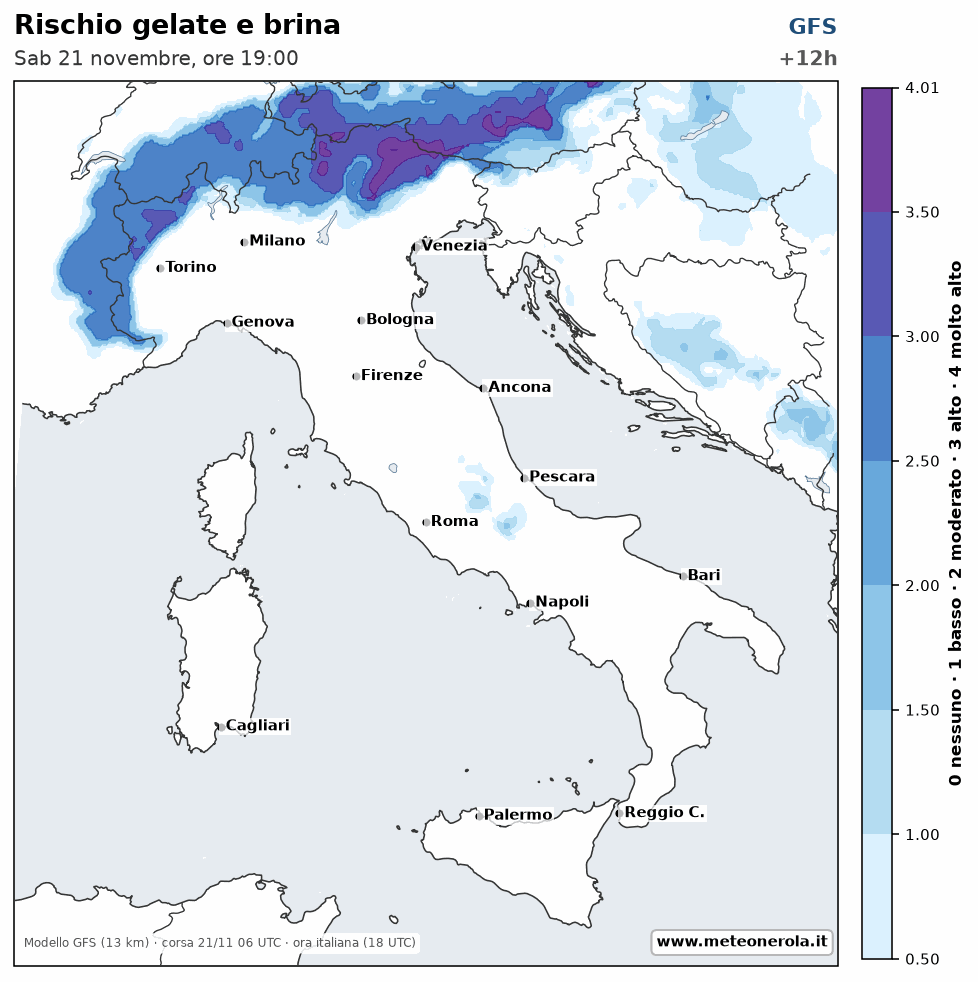 Rischio gelate e brina
GFS
Sab 21 novembre, ore 19:00
+12h
4.01
3.50
3.00
2.50
2.00
1.50
1.00
0.50
0 nessuno · 1 basso · 2 moderato · 3 alto · 4 molto alto
Milano
Venezia
Torino
Genova
Bologna
Firenze
Ancona
Pescara
Roma
Bari
Napoli
Cagliari
Palermo
Reggio C.
Modello GFS (13 km) · corsa 21/11 06 UTC · ora italiana (18 UTC)
www.meteonerola.it